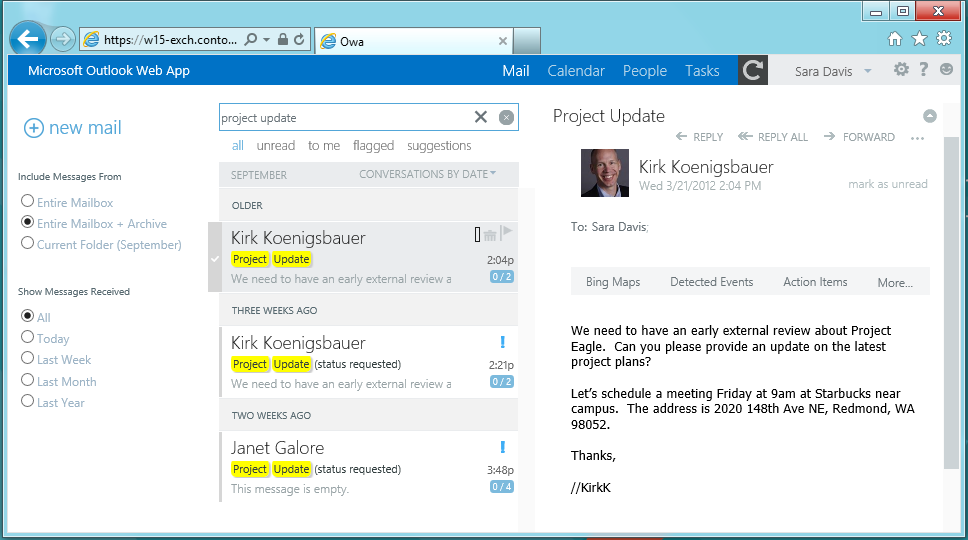 https://w15-exch.conto...
Owa
Microsoft Outlook Web App
Mail Calendar People Tasks
Sara Davis
?
new mail
Include Messages From
Entire Mailbox
Entire Mailbox + Archive
Current Folder (September)
Show Messages Received
All
Today
Last Week
Last Month
Last Year
project update
all unread to me flagged suggestions
SEPTEMBER CONVERSATIONS BY DATE
OLDER
Kirk Koenigsbauer
Project Update 2:04p
We need to have an early external review a 0 / 2
THREE WEEKS AGO
Kirk Koenigsbauer !
Project Update (status requested) 2:21p
We need to have an early external review a 0 / 2
TWO WEEKS AGO
Janet Galore !
Project Update (status requested) 3:48p
This message is empty. 0 / 4
Project Update
REPLY REPLY ALL FORWARD ...
Kirk Koenigsbauer
Wed 3/21/2012 2:04 PM
mark as unread
To: Sara Davis;
Bing Maps Detected Events Action Items More...
We need to have an early external review about Project
Eagle. Can you please provide an update on the latest
project plans?
Let's schedule a meeting Friday at 9am at Starbucks near
campus. The address is 2020 148th Ave NE, Redmond, WA
98052.
Thanks,
//KirkK